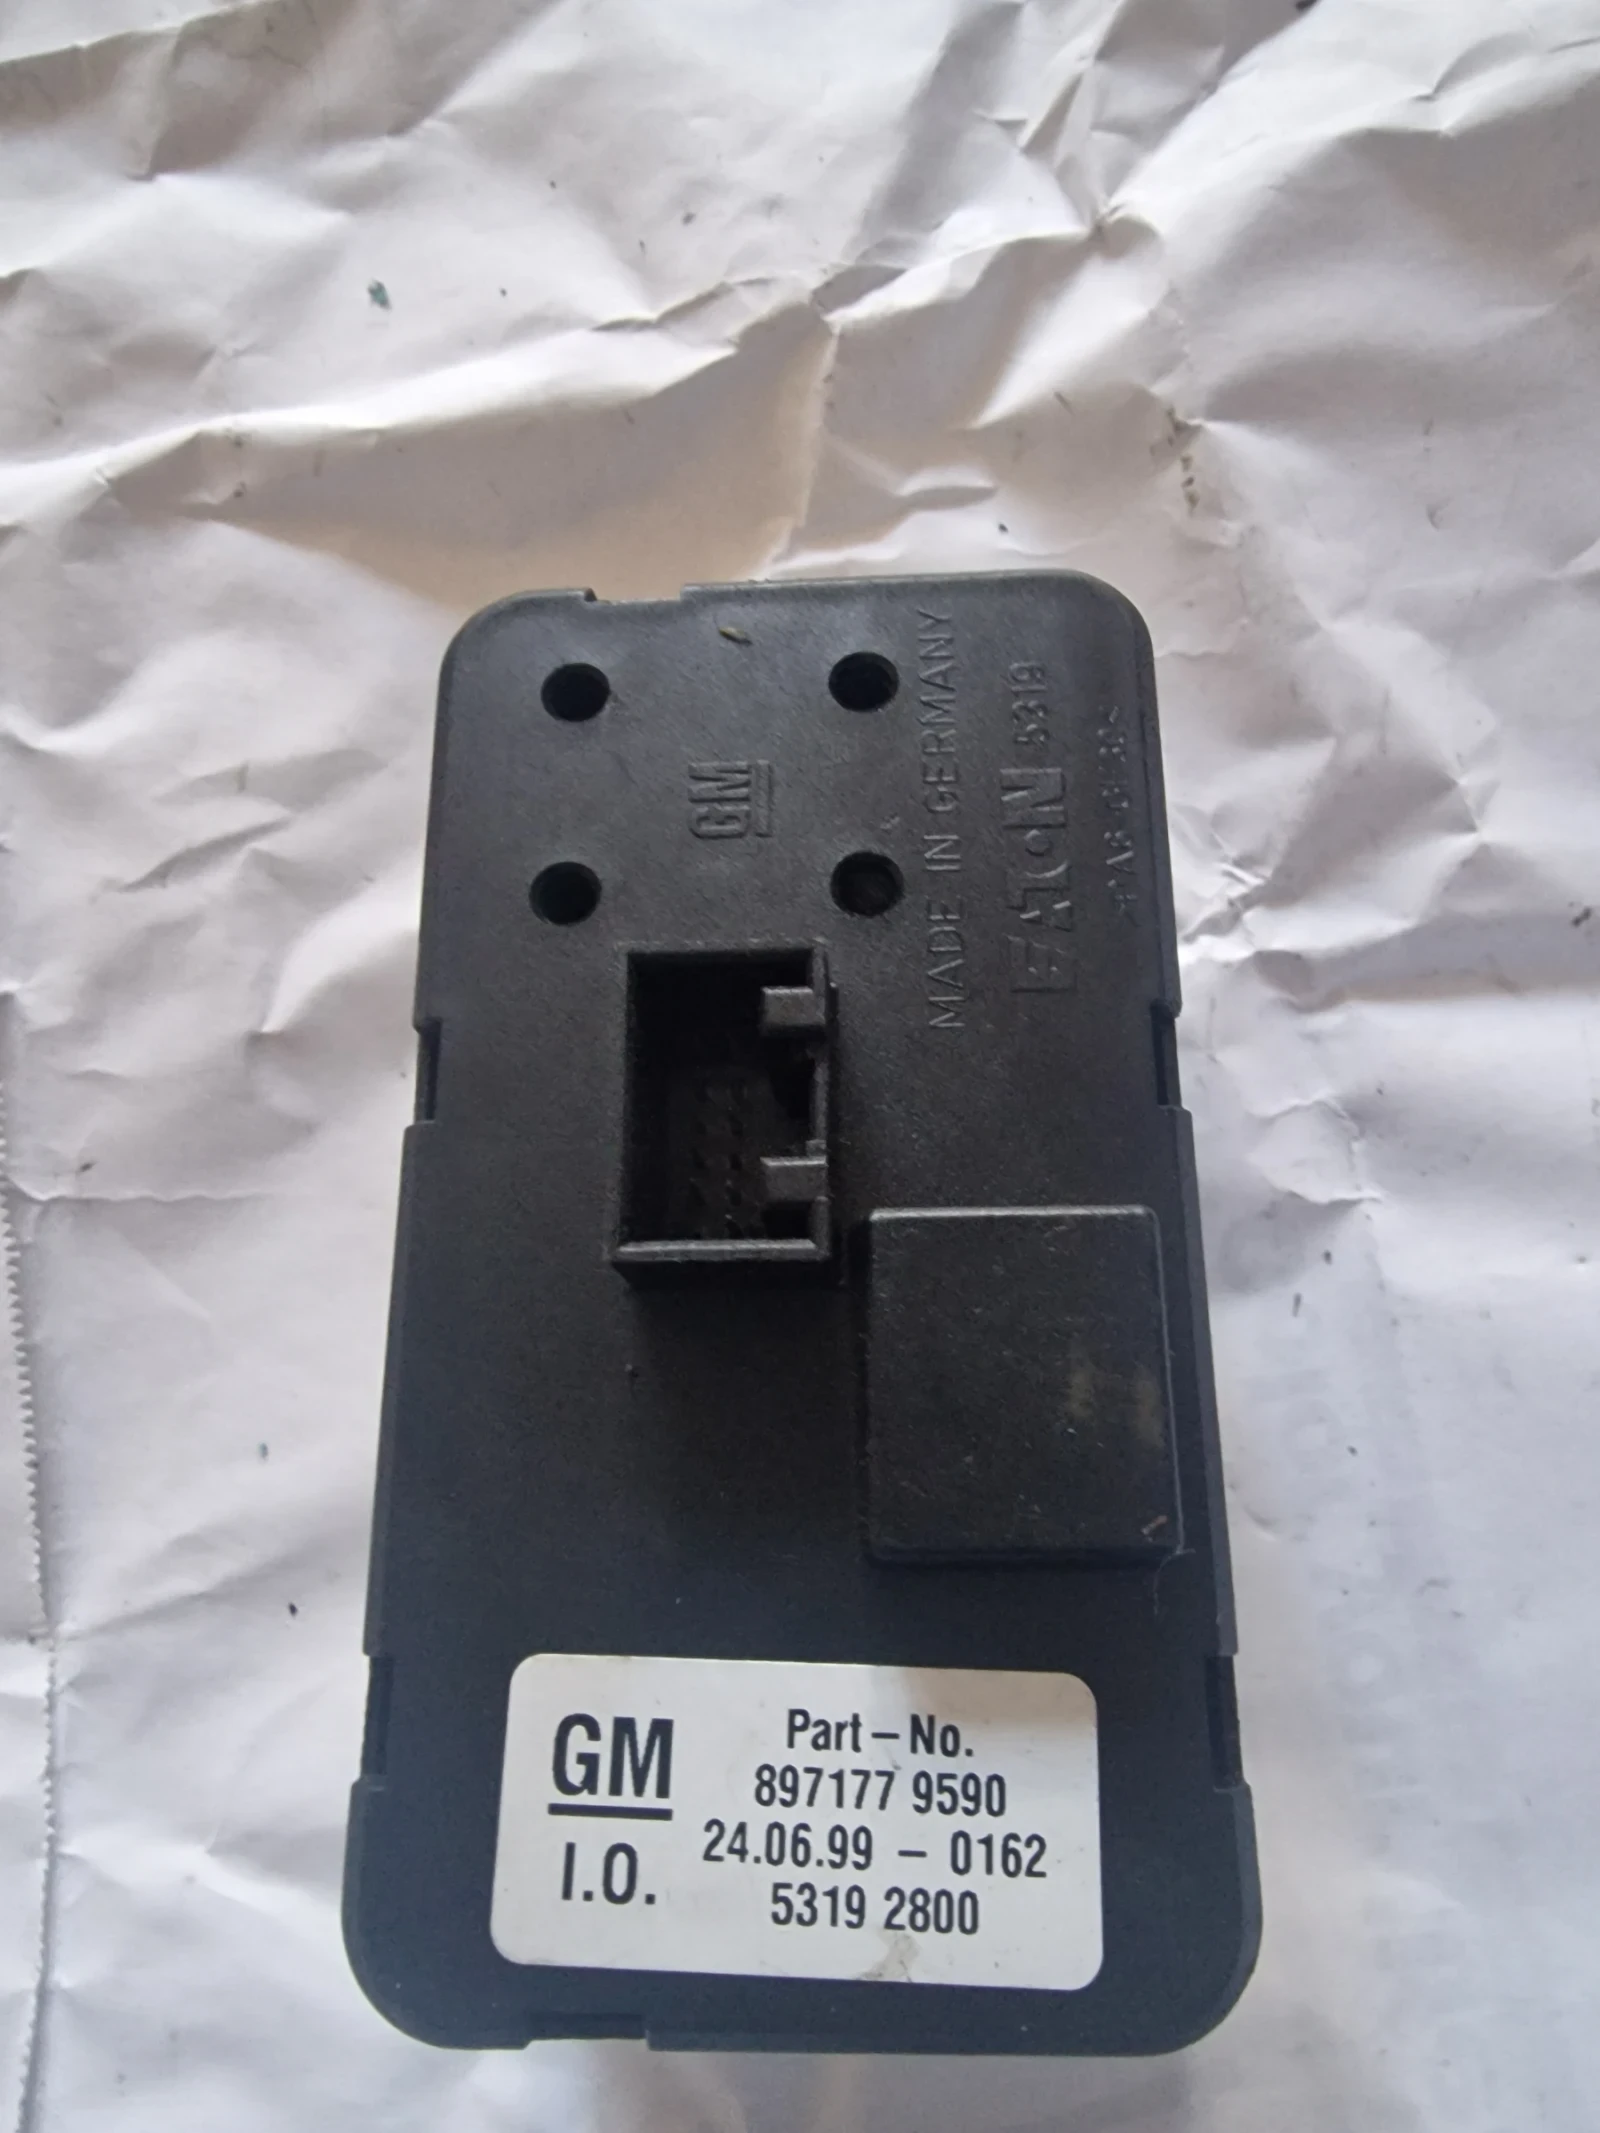 GM
MADE IN GERMANY
EATON 5319
GM
I.O.
Part-No.
897177 9590
24.06.99 - 0162
5319 2800